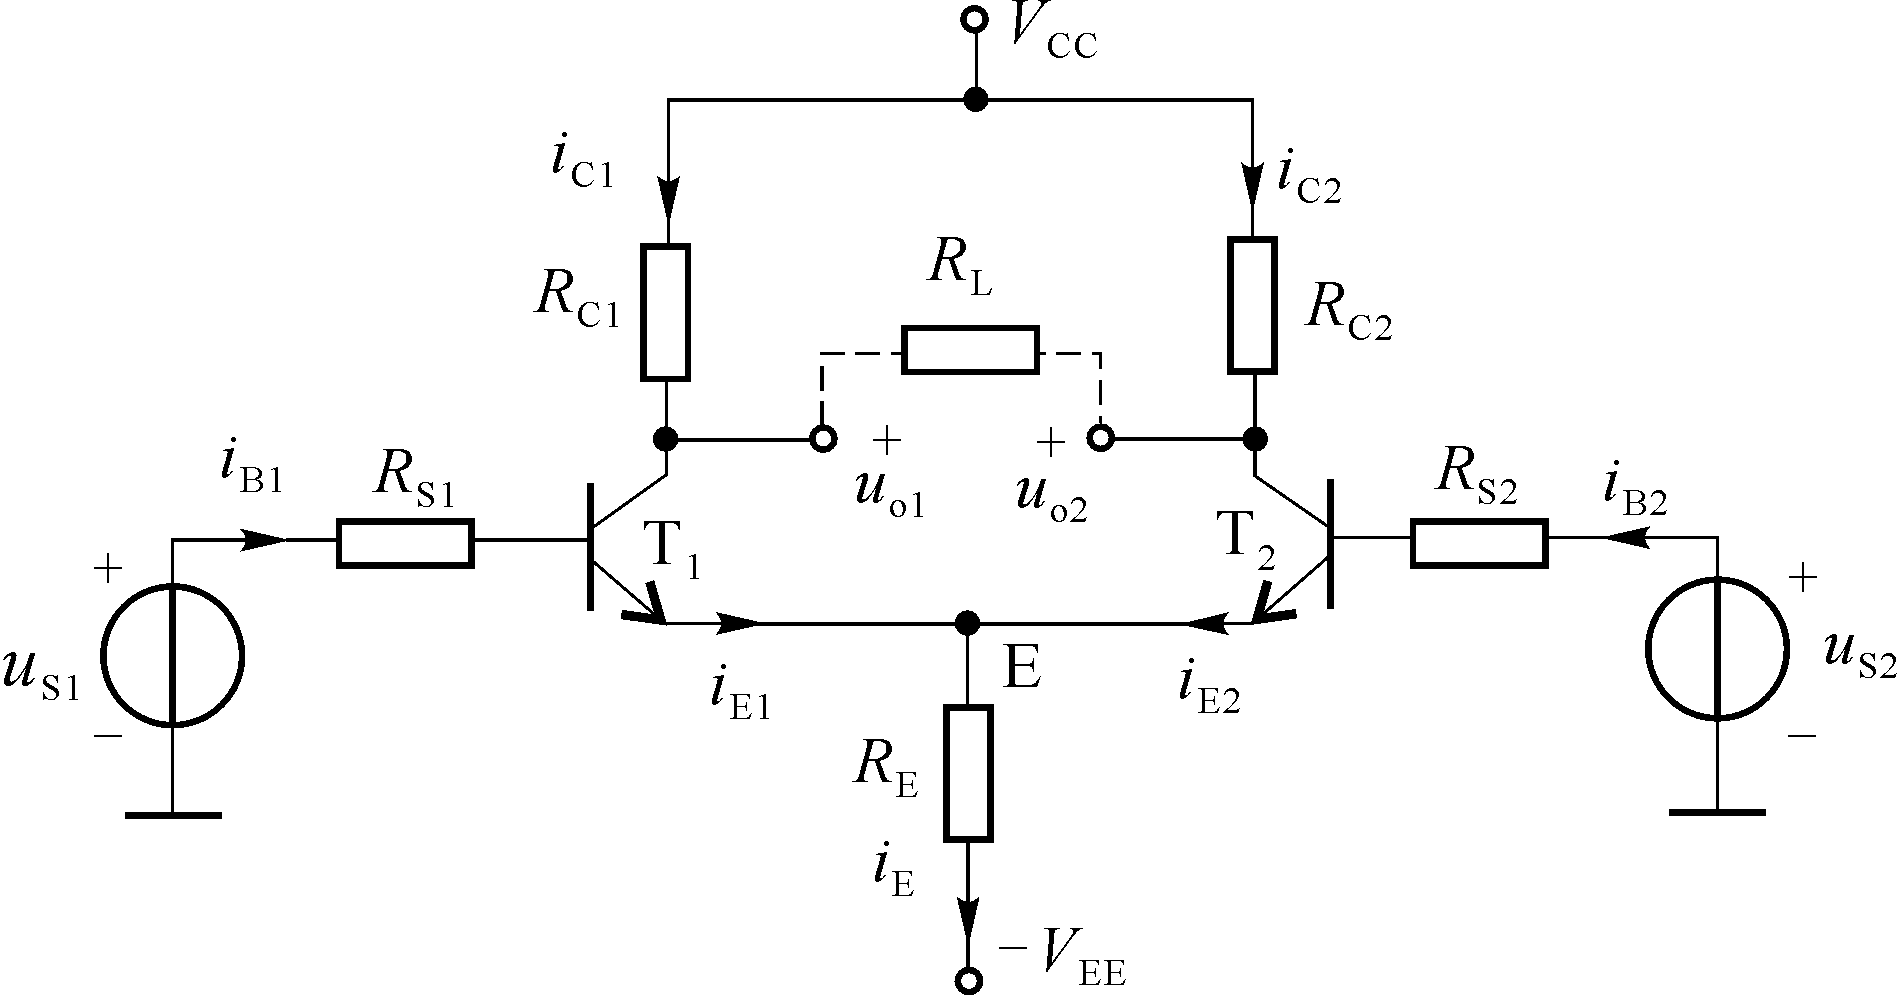 V_CC
i_C1
i_C2
R_C1
R_L
R_C2
i_B1
R_S1
+
u_o1
+
u_o2
R_S2
i_B2
T_1
T_2
+
u_S1
−
+
u_S2
−
i_E1
E
i_E2
R_E
i_E
−V_EE